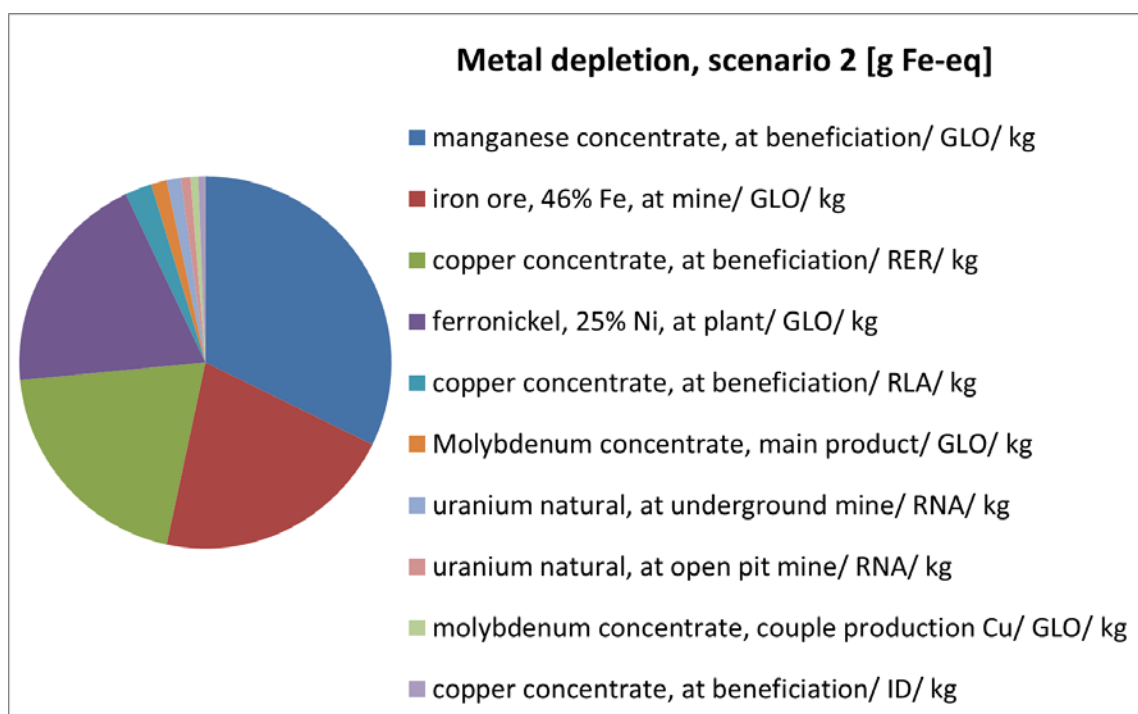 Metal depletion, scenario 2 [g Fe-eq]
manganese concentrate, at beneficiation/ GLO/ kg
iron ore, 46% Fe, at mine/ GLO/ kg
copper concentrate, at beneficiation/ RER/ kg
ferronickel, 25% Ni, at plant/ GLO/ kg
copper concentrate, at beneficiation/ RLA/ kg
Molybdenum concentrate, main product/ GLO/ kg
uranium natural, at underground mine/ RNA/ kg
uranium natural, at open pit mine/ RNA/ kg
molybdenum concentrate, couple production Cu/ GLO/ kg
copper concentrate, at beneficiation/ ID/ kg